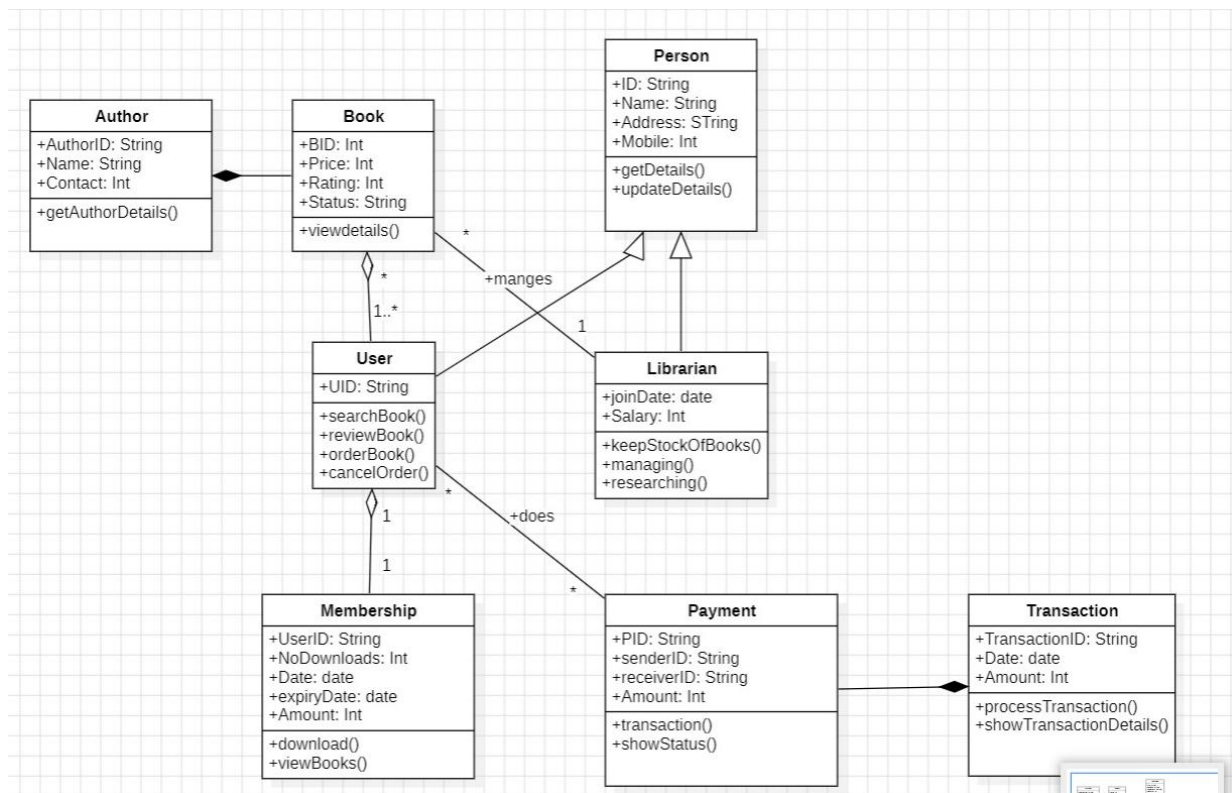 Person
+ID: String
+Name: String
+Address: STring
+Mobile: Int
+getDetails()
+updateDetails()
Author
+AuthorID: String
+Name: String
+Contact: Int
+getAuthorDetails()
Book
+BID: Int
+Price: Int
+Rating: Int
+Status: String
+viewdetails()
*
+manges
1
*
1..*
User
+UID: String
+searchBook()
+reviewBook()
+orderBook()
+cancelOrder()
Librarian
+joinDate: date
+Salary: Int
+keepStockOfBooks()
+managing()
+researching()
*
+does
*
1
1
Membership
+UserID: String
+NoDownloads: Int
+Date: date
+expiryDate: date
+Amount: Int
+download()
+viewBooks()
Payment
+PID: String
+senderID: String
+receiverID: String
+Amount: Int
+transaction()
+showStatus()
Transaction
+TransactionID: String
+Date: date
+Amount: Int
+processTransaction()
+showTransactionDetails()